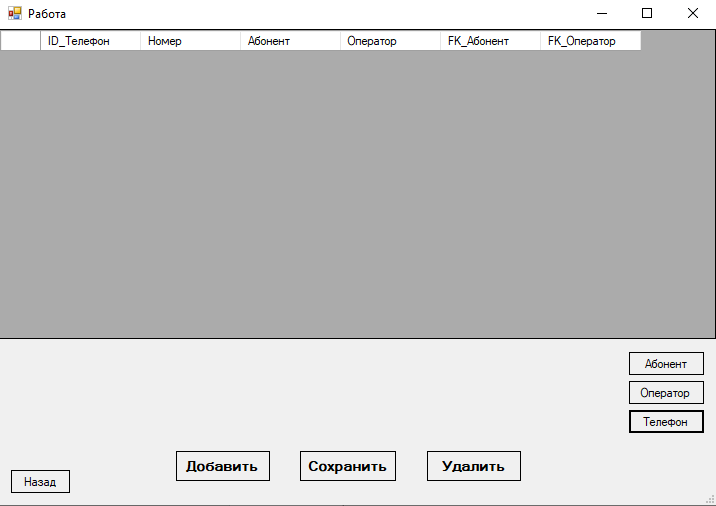 Работа
ID_Телефон Номер Абонент Оператор FK_Абонент FK_Оператор
Абонент
Оператор
Телефон
Добавить Сохранить Удалить
Назад